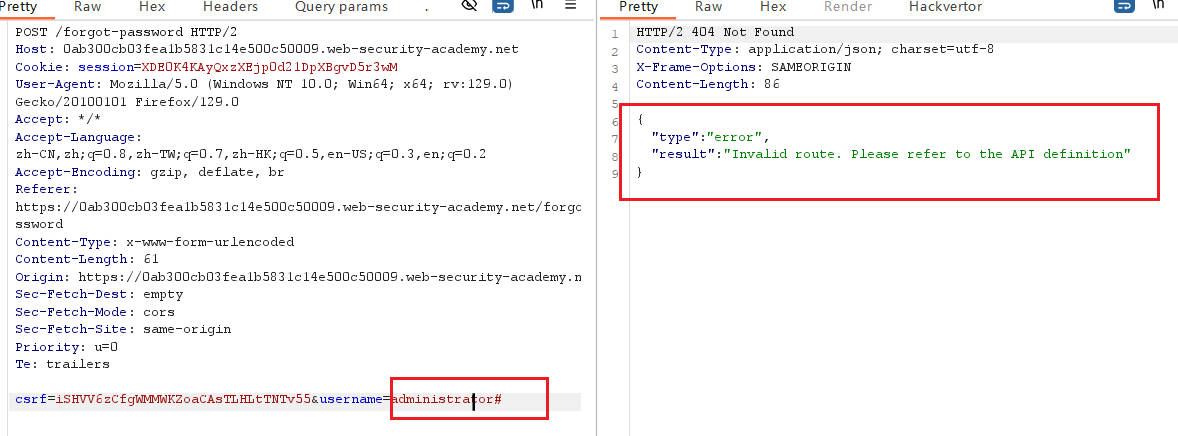 Pretty Raw Hex Headers Query params . \n
Pretty Raw Hex Render Hackvertor \n
POST /forgot-password HTTP/2
Host: 0ab300cb03fea1b5831c14e500c50009.web-security-academy.net
Cookie: session=XDE0K4KAyQxzXEjp0d21DpXBgvD5r3wM
User-Agent: Mozilla/5.0 (Windows NT 10.0; Win64; x64; rv:129.0)
Gecko/20100101 Firefox/129.0
Accept: */*
Accept-Language:
zh-CN,zh;q=0.8,zh-TW;q=0.7,zh-HK;q=0.5,en-US;q=0.3,en;q=0.2
Accept-Encoding: gzip, deflate, br
Referer:
https://0ab300cb03fea1b5831c14e500c50009.web-security-academy.net/forgo
ssword
Content-Type: x-www-form-urlencoded
Content-Length: 61
Origin: https://0ab300cb03fea1b5831c14e500c50009.web-security-academy.n
Sec-Fetch-Dest: empty
Sec-Fetch-Mode: cors
Sec-Fetch-Site: same-origin
Priority: u=0
Te: trailers
csrf=iSHVV6zCfgWMMWKZoaCAsTLHLtTNTv55&username=administrator#
1 HTTP/2 404 Not Found
2 Content-Type: application/json; charset=utf-8
3 X-Frame-Options: SAMEORIGIN
4 Content-Length: 86
5
6 {
7 "type":"error",
8 "result":"Invalid route. Please refer to the API definition"
9 }